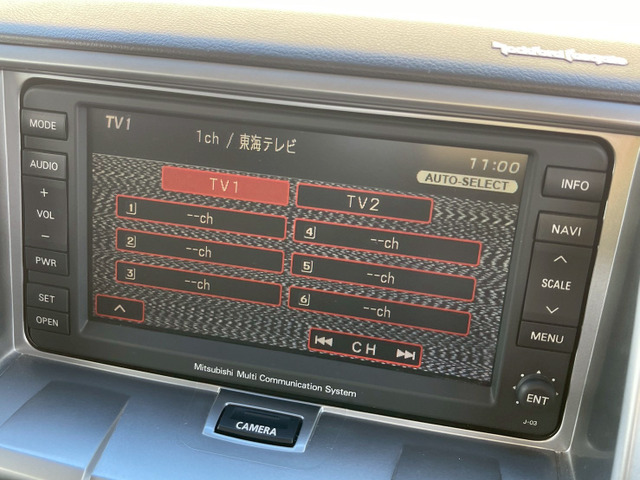 Rockford Fosgate
TV1
1ch / 東海テレビ
11:00
AUTO-SELECT
TV1
TV2
1 --ch
4 --ch
2 --ch
5 --ch
3 --ch
6 --ch
CH
MODE
AUDIO
+
VOL
−
PWR
SET
OPEN
INFO
NAVI
SCALE
MENU
ENT
J-03
Mitsubishi Multi Communication System
CAMERA